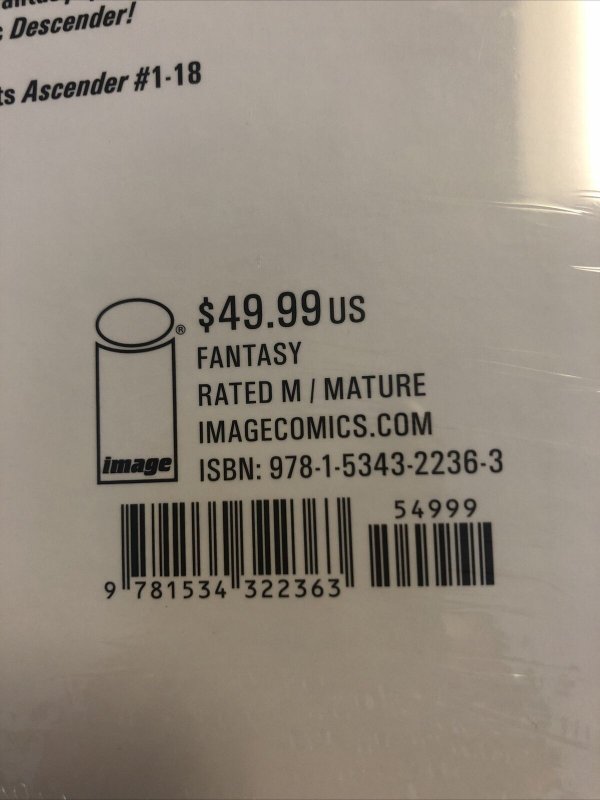 Descender!
ts Ascender #1-18
$49.99 US
FANTASY
RATED M / MATURE
IMAGECOMICS.COM
image ®
ISBN: 978-1-5343-2236-3
54999
9 781534 322363